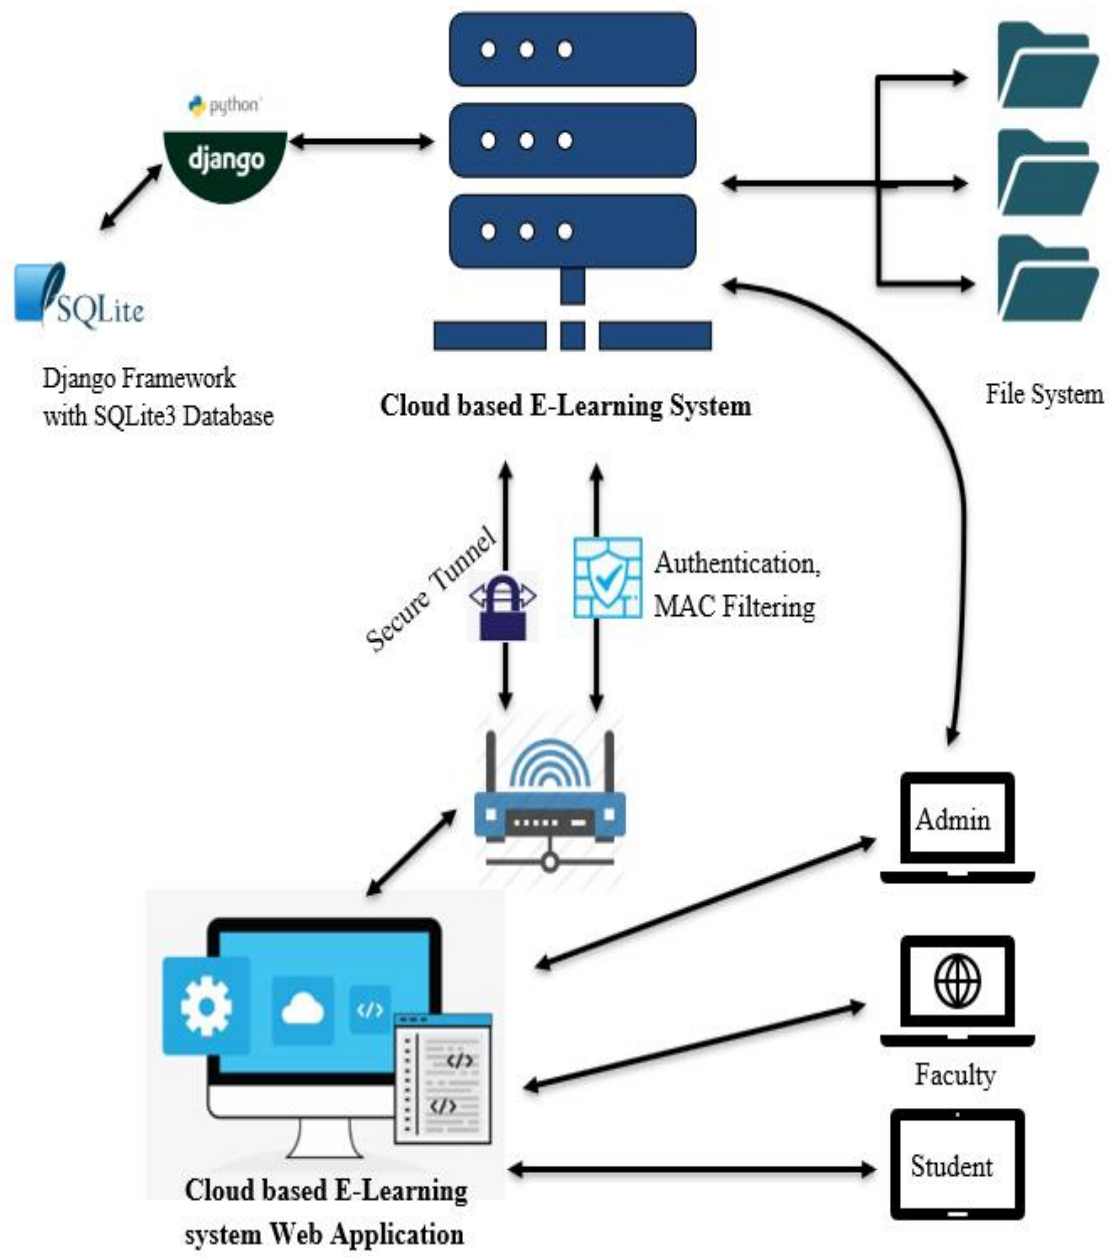 python
django
SQLite
Django Framework
with SQLite3 Database
Cloud based E-Learning System
File System
Secure Tunnel
Authentication,
MAC Filtering
Admin
</>
</>
</>
Faculty
Student
Cloud based E-Learning
system Web Application